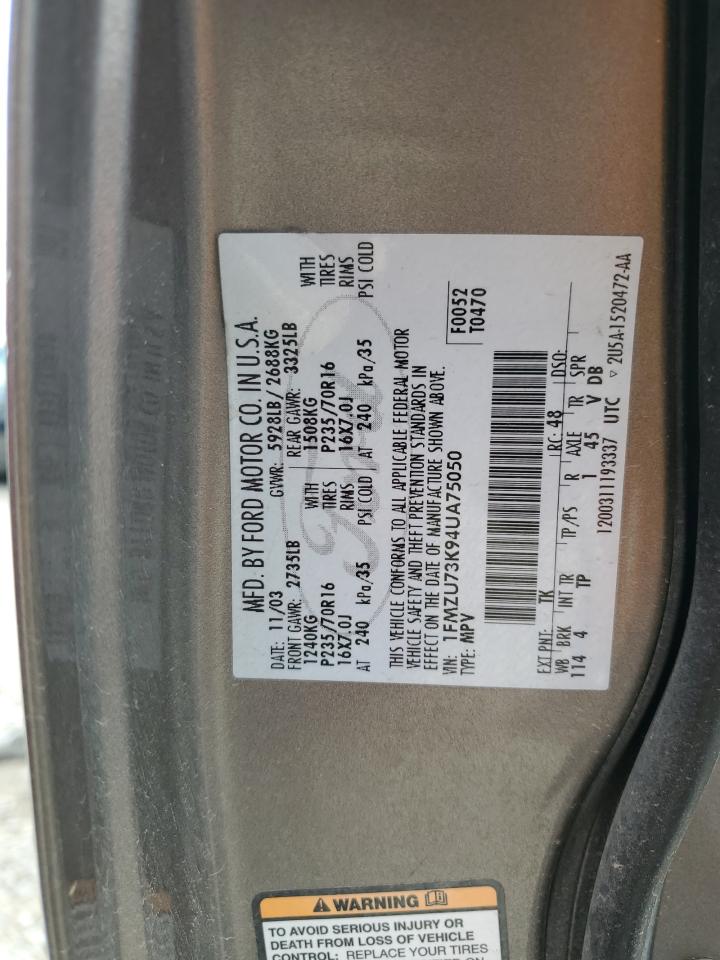 MFD. BY FORD MOTOR CO. IN U.S.A.
DATE: 11/03 GVWR: 5928LB/ 2688KG
FRONT GAWR: 2735LB REAR GAWR: 3325LB
1240KG WITH 1508KG WITH
P235/70R16 TIRES P235/70R16 TIRES
16X7.0J RIMS 16X7.0J RIMS
AT 240 kPa/35 PSI COLD AT 240 kPa/35 PSI COLD
THIS VEHICLE CONFORMS TO ALL APPLICABLE FEDERAL MOTOR
VEHICLE SAFETY AND THEFT PREVENTION STANDARDS IN
EFFECT ON THE DATE OF MANUFACTURE SHOWN ABOVE.
VIN: 1FMZU73K94UA75050 F0052
TYPE: MPV T0470
EXT PNT: TK RC: 48 DSO:
WB BRK INT TR TP/PS R AXLE TR SPR
114 4 TP 1 45 V DB
1200311193337 UTC ▿ 2U5A-1520472-AA
Ford
WARNING
TO AVOID SERIOUS INJURY OR
DEATH FROM LOSS OF VEHICLE
CONTROL: REPLACE YOUR TIRES